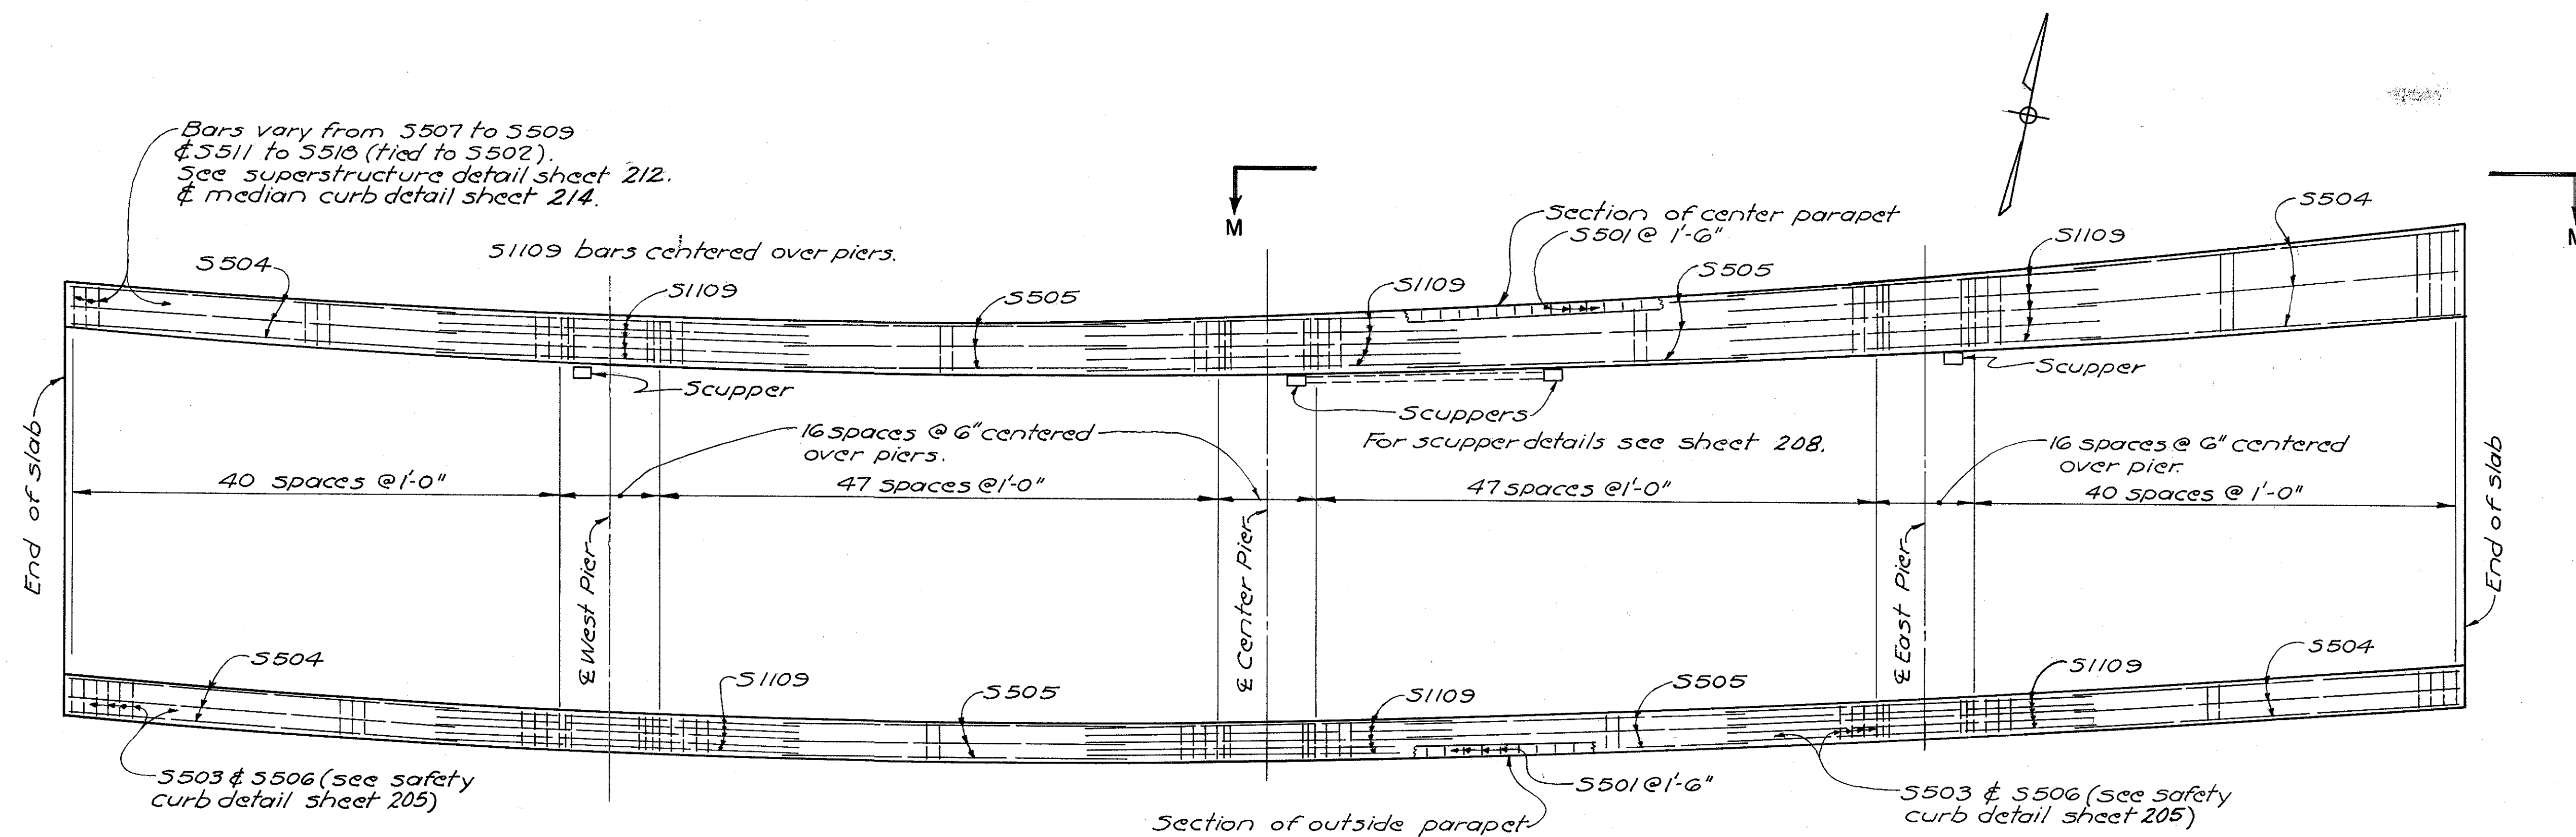 Bars vary from S507 to S509
& S511 to S518 (tied to S502).
See superstructure detail sheet 212.
& median curb detail sheet 214.
S1109 bars centered over piers.
M
Section of center parapet
S501 @ 1'-6"
S504
S1109
S504
S1109
S505
S1109
S505
Scupper
Scuppers
Scupper
For scupper details see sheet 208.
16 spaces @ 6" centered
over piers.
16 spaces @ 6" centered
over pier.
End of slab
40 spaces @ 1'-0"
47 spaces @ 1'-0"
47 spaces @ 1'-0"
40 spaces @ 1'-0"
End of slab
℄ West Pier
℄ Center Pier
℄ East Pier
S504
S1109
S505
S1109
S505
S1109
S504
S503 & S506 (see safety
curb detail sheet 205)
S501 @ 1'-6"
Section of outside parapet
S503 & S506 (see safety
curb detail sheet 205)